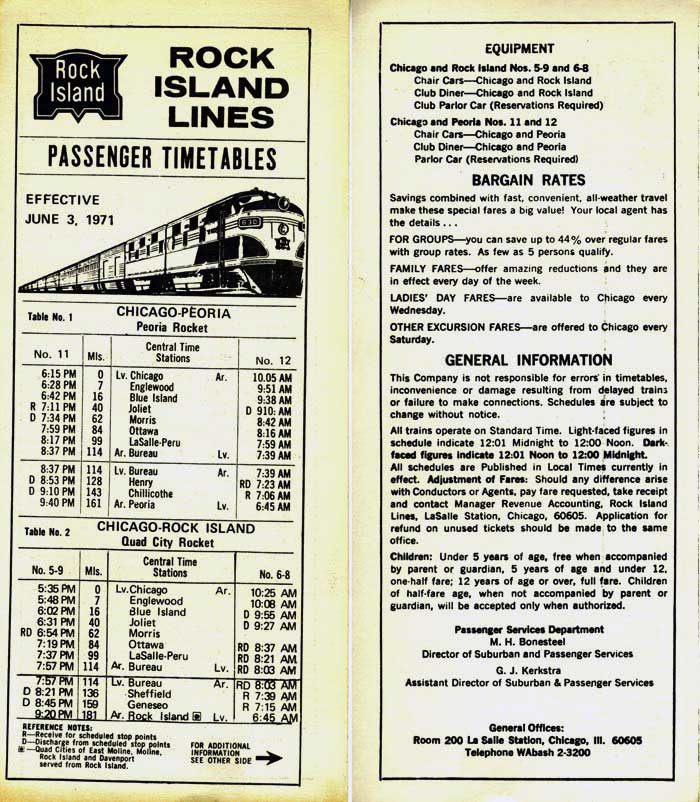 Rock
Island
ROCK
ISLAND
LINES
PASSENGER TIMETABLES
EFFECTIVE
JUNE 3, 1971
630
Table No. 1 CHICAGO-PEORIA
Peoria Rocket
No. 11 Mls. Central Time
Stations No. 12
6:15 PM 0 Lv. Chicago Ar. 10.05 AM
6:28 PM 7 Englewood 9:51 AM
6:42 PM 16 Blue Island 9:38 AM
R 7:11 PM 40 Joliet D 910: AM
D 7:34 PM 62 Morris 8:42 AM
7:59 PM 84 Ottawa 8:16 AM
8:17 PM 99 LaSalle-Peru 7:59 AM
8:37 PM 114 Ar. Bureau Lv. 7:39 AM
8:37 PM 114 Lv. Bureau Ar. 7:39 AM
D 8:53 PM 128 Henry RD 7:23 AM
D 9:10 PM 143 Chillicothe R 7:06 AM
9:40 PM 161 Ar. Peoria Lv. 6:45 AM
Table No. 2 CHICAGO-ROCK ISLAND
Quad City Rocket
No. 5-9 Mls. Central Time
Stations No. 6-8
5:35 PM 0 Lv. Chicago Ar. 10:25 AM
5:48 PM 7 Englewood 10:08 AM
6:02 PM 16 Blue Island D 9:55 AM
6:31 PM 40 Joliet D 9:27 AM
RD 6:54 PM 62 Morris
7:19 PM 84 Ottawa RD 8:37 AM
7:37 PM 99 LaSalle-Peru RD 8:21 AM
7:57 PM 114 Ar. Bureau Lv. RD 8:03 AM
7:57 PM 114 Lv. Bureau Ar. RD 8:03 AM
D 8:21 PM 136 Sheffield R 7:39 AM
D 8:45 PM 159 Geneseo R 7:15 AM
9:20 PM 181 Ar. Rock Island Lv. 6:45 AM
REFERENCE NOTES:
R—Receive for scheduled stop points
D—Discharge from scheduled stop points
—Quad Cities of East Moline, Moline,
Rock Island and Davenport
served from Rock Island.
FOR ADDITIONAL
INFORMATION
SEE OTHER SIDE
EQUIPMENT
Chicago and Rock Island Nos. 5-9 and 6-8
Chair Cars—Chicago and Rock Island
Club Diner—Chicago and Rock Island
Club Parlor Car (Reservations Required)
Chicago and Peoria Nos. 11 and 12
Chair Cars—Chicago and Peoria
Club Diner—Chicago and Peoria
Parlor Car (Reservations Required)
BARGAIN RATES
Savings combined with fast, convenient, all-weather travel
make these special fares a big value! Your local agent has
the details . . .
FOR GROUPS—you can save up to 44% over regular fares
with group rates. As few as 5 persons qualify.
FAMILY FARES—offer amazing reductions and they are
in effect every day of the week.
LADIES' DAY FARES—are available to Chicago every
Wednesday.
OTHER EXCURSION FARES—are offered to Chicago every
Saturday.
GENERAL INFORMATION
This Company is not responsible for errors in timetables,
inconvenience or damage resulting from delayed trains
or failure to make connections. Schedules are subject to
change without notice.
All trains operate on Standard Time. Light-faced figures in
schedule indicate 12:01 Midnight to 12:00 Noon. Dark-
faced figures indicate 12:01 Noon to 12:00 Midnight.
All schedules are Published in Local Times currently in
effect. Adjustment of Fares: Should any difference arise
with Conductors or Agents, pay fare requested, take receipt
and contact Manager Revenue Accounting, Rock Island
Lines, LaSalle Station, Chicago, 60605. Application for
refund on unused tickets should be made to the same
office.
Children: Under 5 years of age, free when accompanied
by parent or guardian, 5 years of age and under 12,
one-half fare; 12 years of age or over, full fare. Children
of half-fare age, when not accompanied by parent or
guardian, will be accepted only when authorized.
Passenger Services Department
M. H. Bonesteel
Director of Suburban and Passenger Services
G. J. Kerkstra
Assistant Director of Suburban & Passenger Services
General Offices:
Room 200 La Salle Station, Chicago, Ill. 60605
Telephone WAbash 2-3200